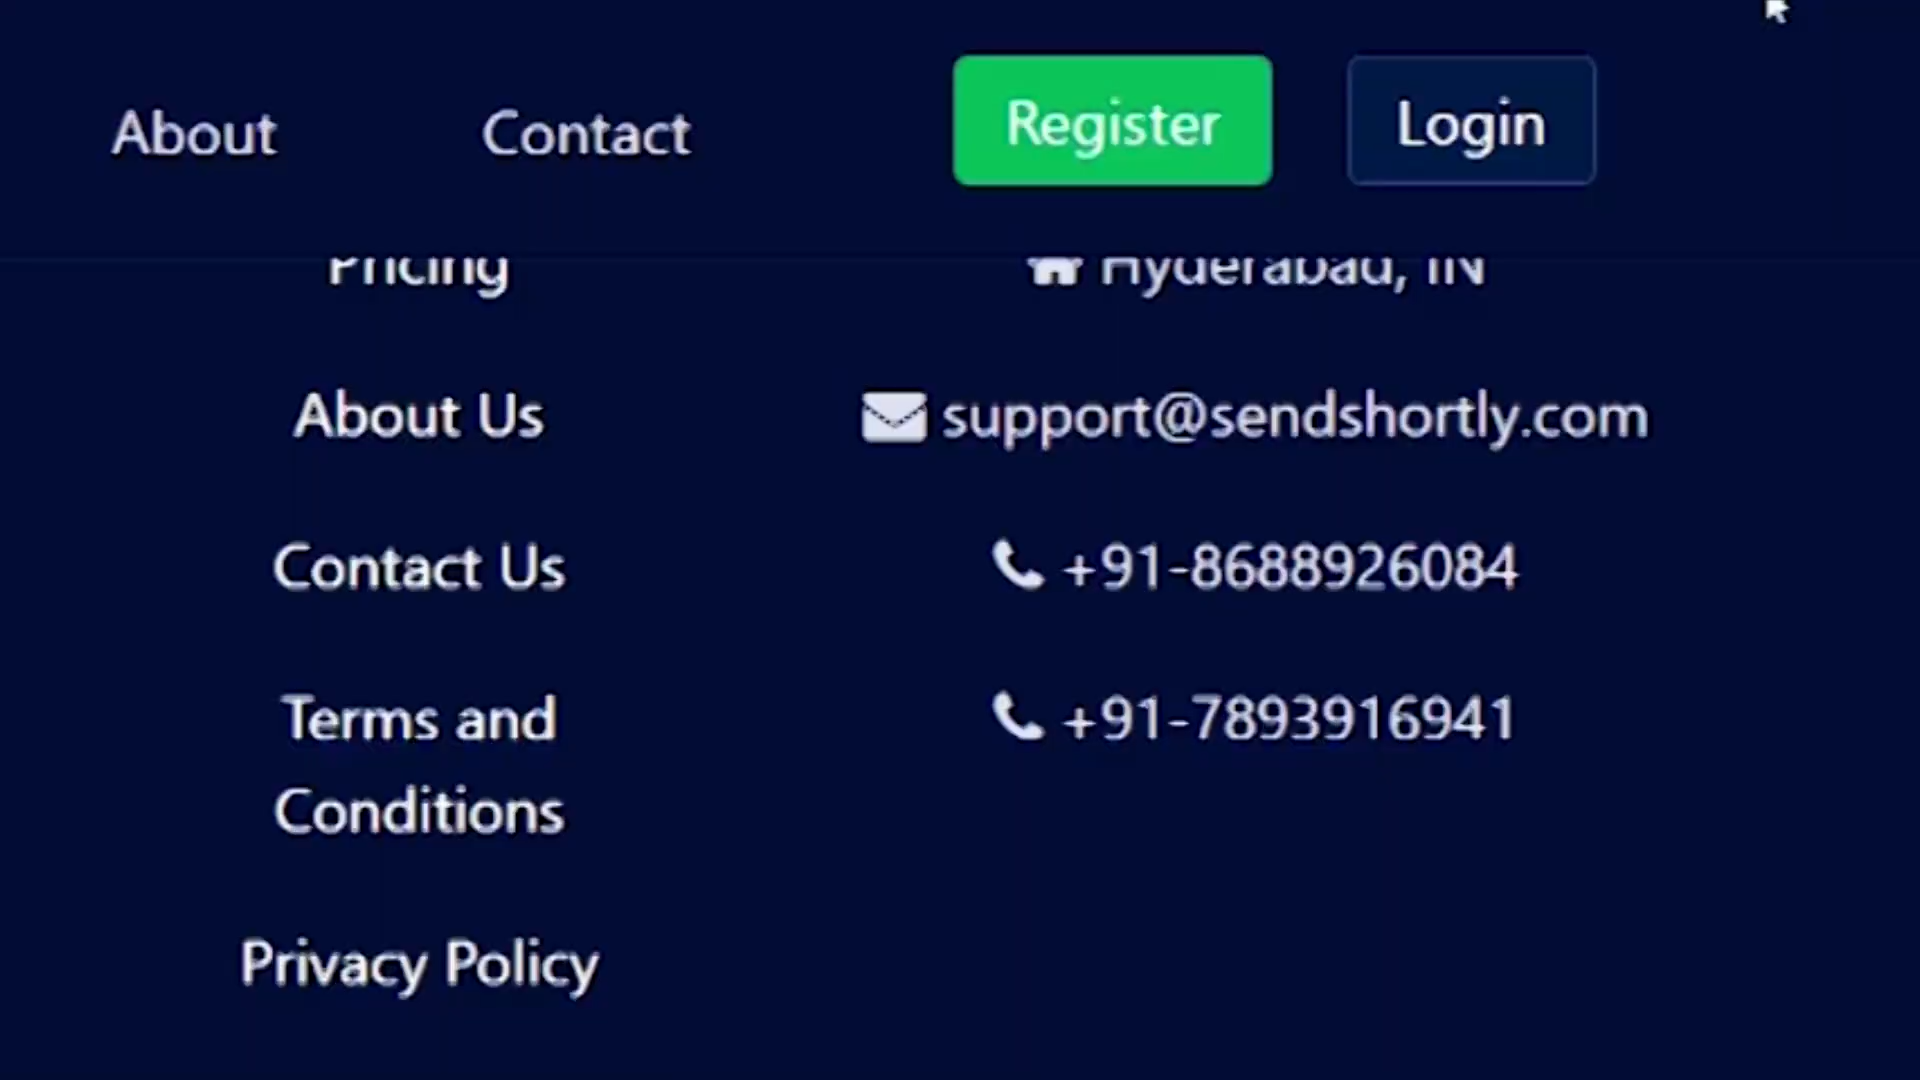 About Contact Register Login
Pricing
Hyderabad, IN
About Us
support@sendshortly.com
Contact Us
+91-8688926084
Terms and
Conditions
+91-7893916941
Privacy Policy